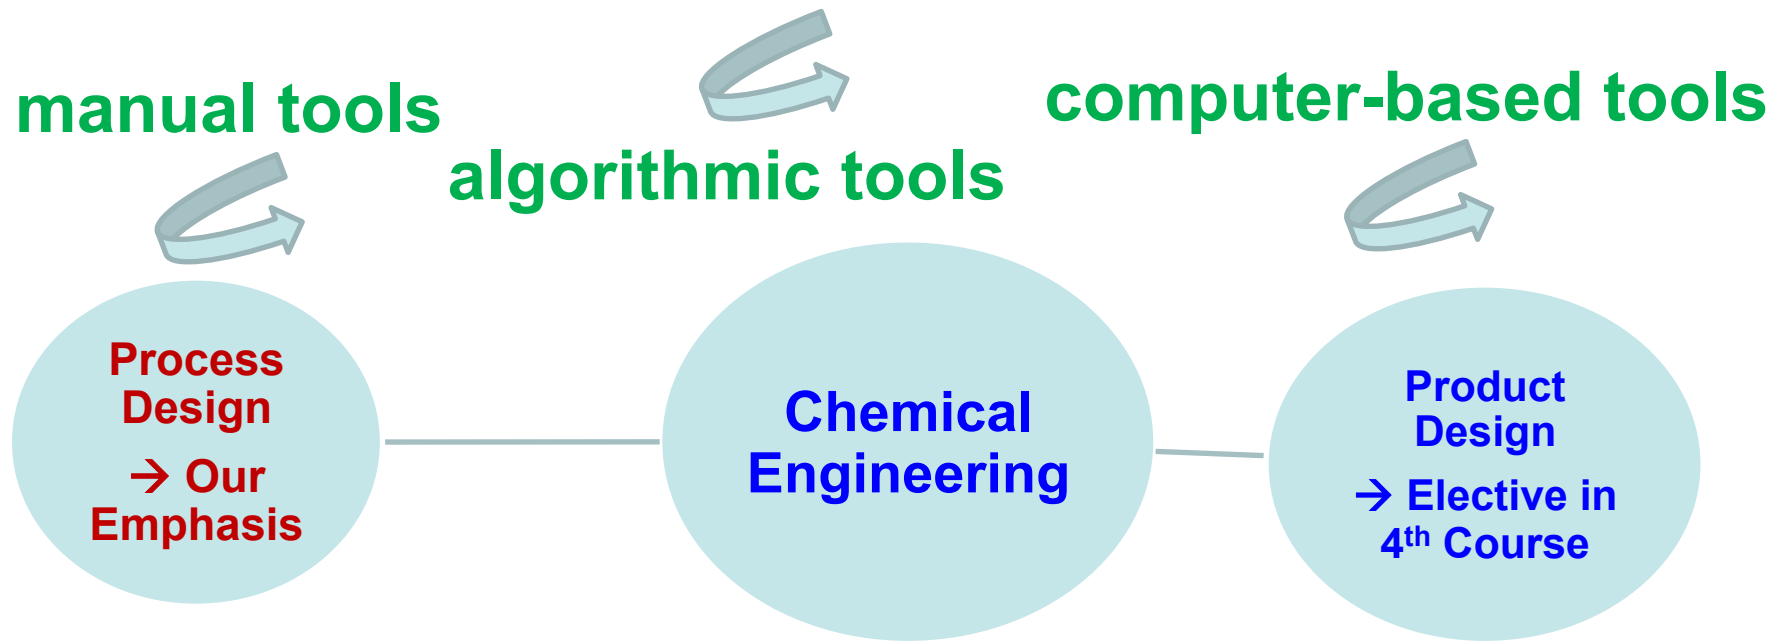 manual tools
algorithmic tools
computer-based tools
Process
Design
→ Our
Emphasis
Chemical
Engineering
Product
Design
→ Elective in
4th Course